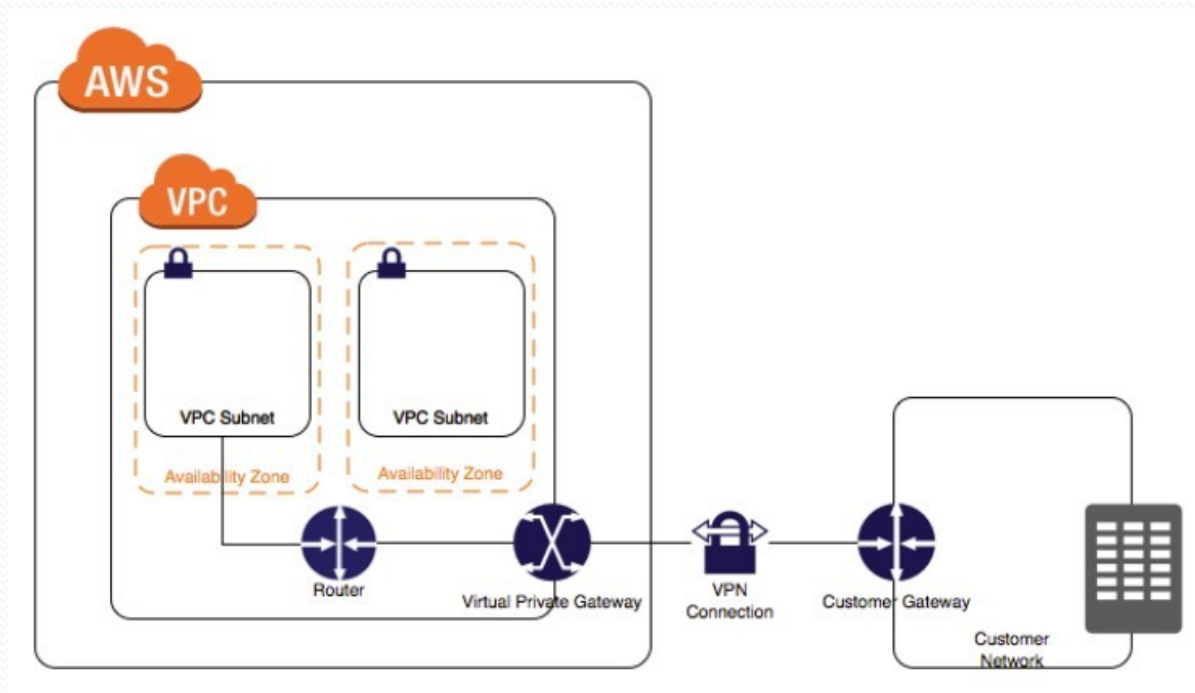 AWS
VPC
VPC Subnet
VPC Subnet
Availability Zone
Availability Zone
Router
Virtual Private Gateway
VPN
Connection
Customer Gateway
Customer
Network